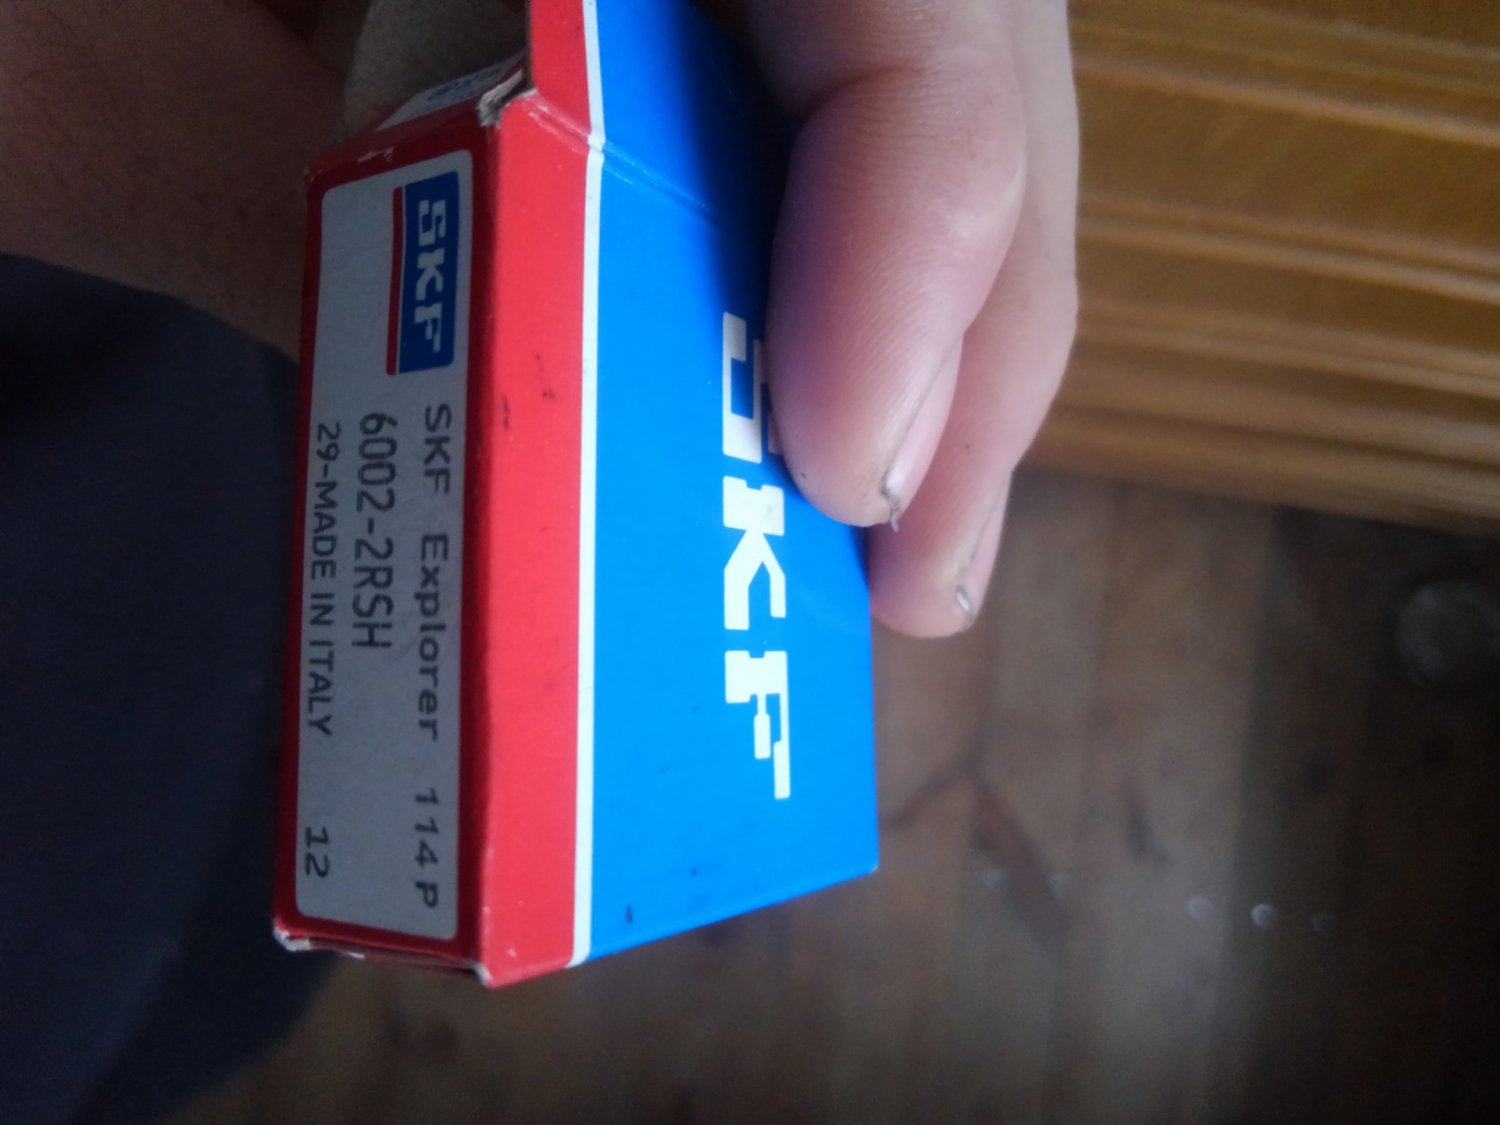 SKF
SKF Explorer 114 P
6002-2RSH
29-MADE IN ITALY 12
SKF